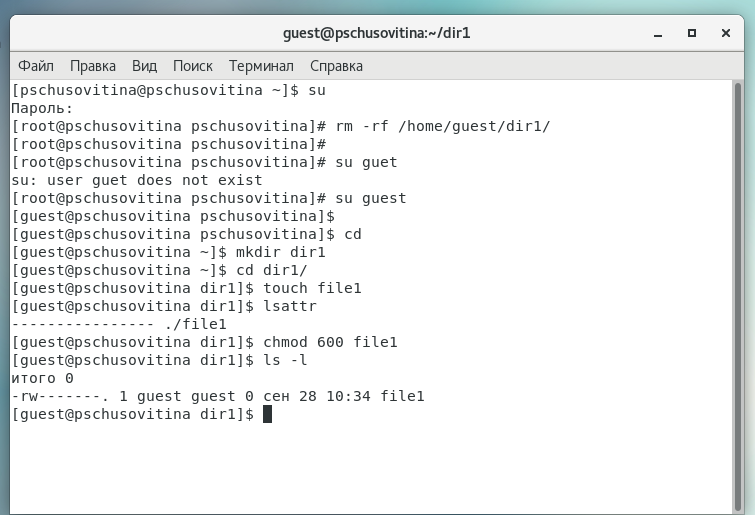 guest@pschusovitina:~/dir1
Файл Правка Вид Поиск Терминал Справка
[pschusovitina@pschusovitina ~]$ su
Пароль:
[root@pschusovitina pschusovitina]# rm -rf /home/guest/dir1/
[root@pschusovitina pschusovitina]#
[root@pschusovitina pschusovitina]# su guet
su: user guet does not exist
[root@pschusovitina pschusovitina]# su guest
[guest@pschusovitina pschusovitina]$
[guest@pschusovitina pschusovitina]$ cd
[guest@pschusovitina ~]$ mkdir dir1
[guest@pschusovitina ~]$ cd dir1/
[guest@pschusovitina dir1]$ touch file1
[guest@pschusovitina dir1]$ lsattr
---------------- ./file1
[guest@pschusovitina dir1]$ chmod 600 file1
[guest@pschusovitina dir1]$ ls -l
итого 0
-rw-------. 1 guest guest 0 сен 28 10:34 file1
[guest@pschusovitina dir1]$